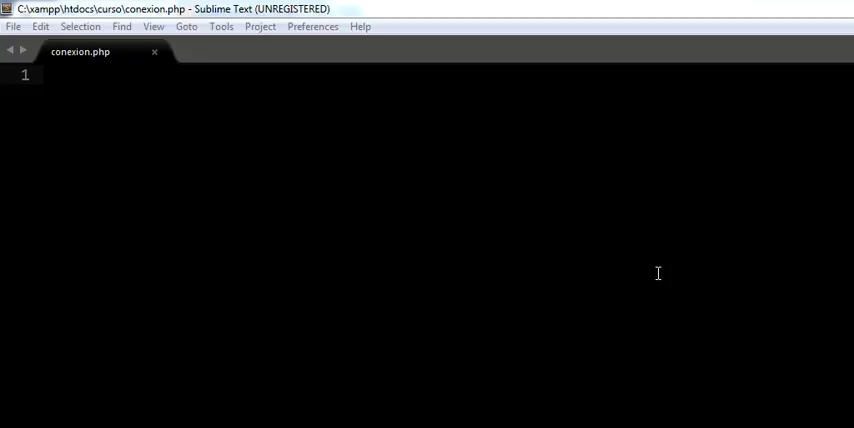 C:\xampp\htdocs\curso\conexion.php - Sublime Text (UNREGISTERED)
File Edit Selection Find View Goto Tools Project Preferences Help
conexion.php ×
1